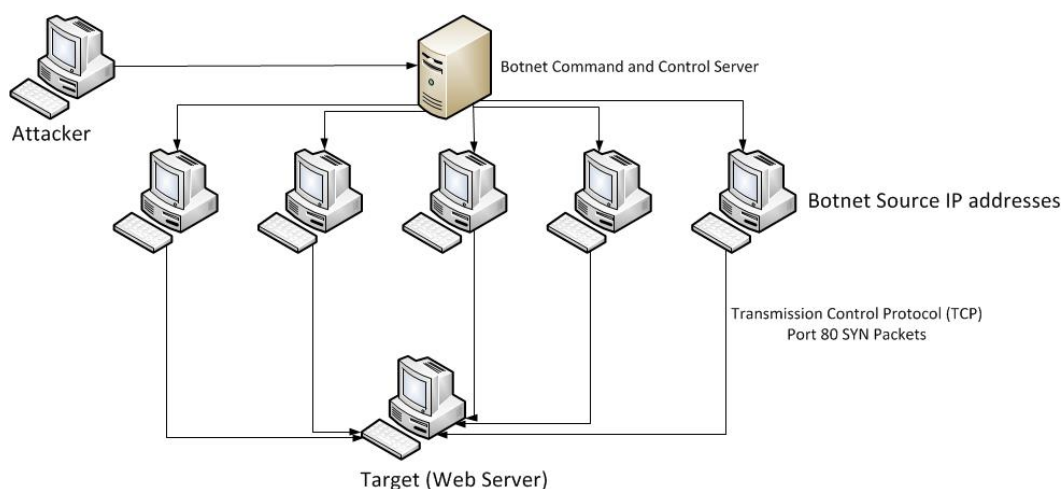 Botnet Command and Control Server
Attacker
Botnet Source IP addresses
Transmission Control Protocol (TCP)
Port 80 SYN Packets
Target (Web Server)